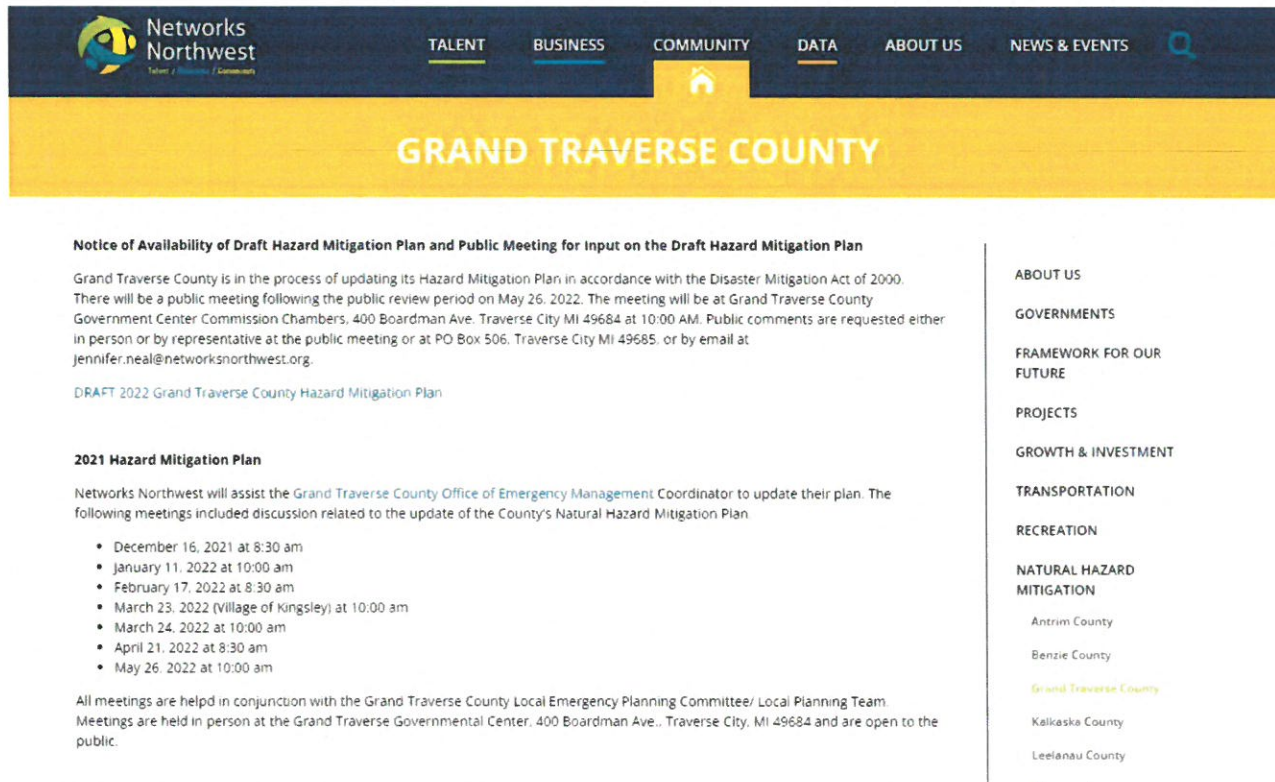 Networks
Northwest
Talent / Business / Community
TALENT
BUSINESS
COMMUNITY
DATA
ABOUT US
NEWS & EVENTS
GRAND TRAVERSE COUNTY
Notice of Availability of Draft Hazard Mitigation Plan and Public Meeting for Input on the Draft Hazard Mitigation Plan
Grand Traverse County is in the process of updating its Hazard Mitigation Plan in accordance with the Disaster Mitigation Act of 2000.
There will be a public meeting following the public review period on May 26, 2022. The meeting will be at Grand Traverse County
Government Center Commission Chambers, 400 Boardman Ave. Traverse City MI 49684 at 10:00 AM. Public comments are requested either
in person or by representative at the public meeting or at PO Box 506, Traverse City MI 49685, or by email at
jennifer.neal@networksnorthwest.org.
DRAFT 2022 Grand Traverse County Hazard Mitigation Plan
2021 Hazard Mitigation Plan
Networks Northwest will assist the Grand Traverse County Office of Emergency Management Coordinator to update their plan. The
following meetings included discussion related to the update of the County's Natural Hazard Mitigation Plan.
• December 16, 2021 at 8:30 am
• January 11, 2022 at 10:00 am
• February 17, 2022 at 8:30 am
• March 23, 2022 (Village of Kingsley) at 10:00 am
• March 24, 2022 at 10:00 am
• April 21, 2022 at 8:30 am
• May 26, 2022 at 10:00 am
All meetings are helpd in conjunction with the Grand Traverse County Local Emergency Planning Committee/ Local Planning Team.
Meetings are held in person at the Grand Traverse Governmental Center, 400 Boardman Ave., Traverse City, MI 49684 and are open to the
public.
ABOUT US
GOVERNMENTS
FRAMEWORK FOR OUR
FUTURE
PROJECTS
GROWTH & INVESTMENT
TRANSPORTATION
RECREATION
NATURAL HAZARD
MITIGATION
Antrim County
Benzie County
Grand Traverse County
Kalkaska County
Leelanau County